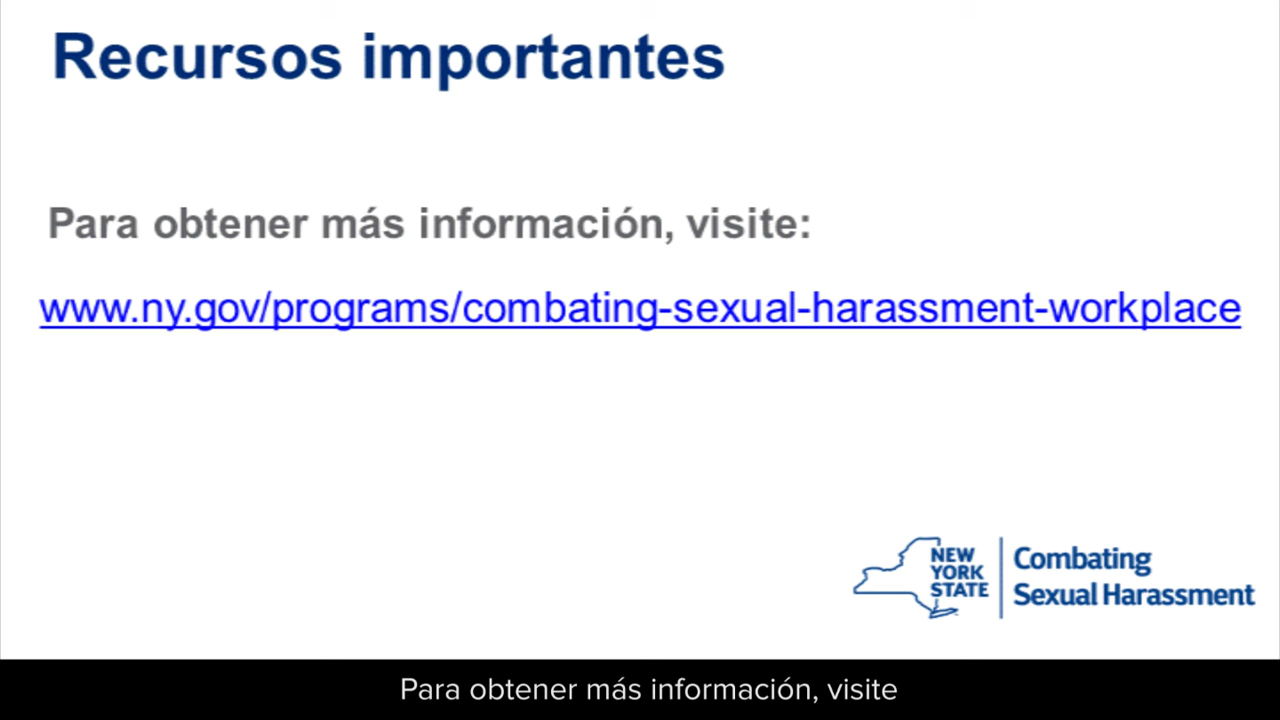 Recursos importantes
Para obtener más información, visite:
www.ny.gov/programs/combating-sexual-harassment-workplace
NEW
YORK
STATE
Combating
Sexual Harassment
Para obtener más información, visite